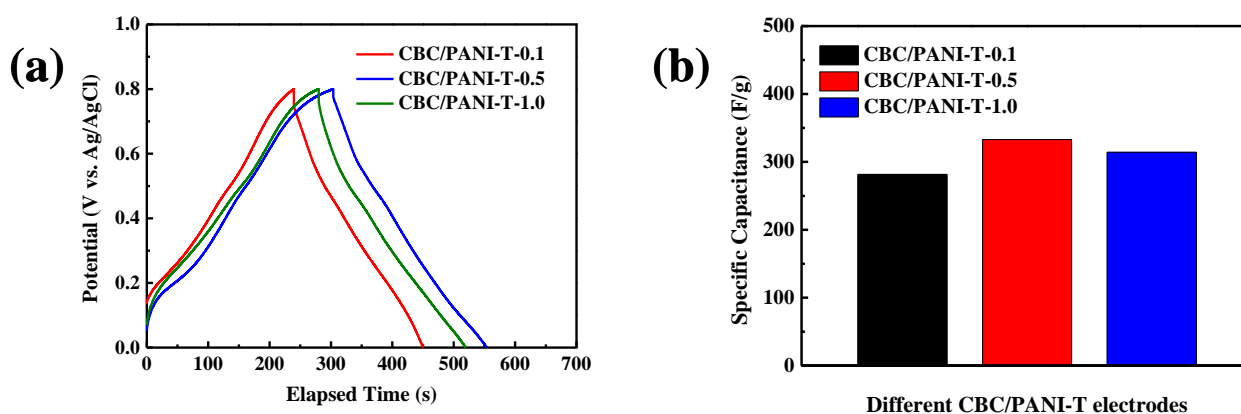 (a)
Potential (V vs. Ag/AgCl)
1.0
0.8
0.6
0.4
0.2
0.0
CBC/PANI-T-0.1
CBC/PANI-T-0.5
CBC/PANI-T-1.0
0 100 200 300 400 500 600 700
Elapsed Time (s)
(b)
Specific Capacitance (F/g)
500
400
300
200
100
0
CBC/PANI-T-0.1
CBC/PANI-T-0.5
CBC/PANI-T-1.0
Different CBC/PANI-T electrodes